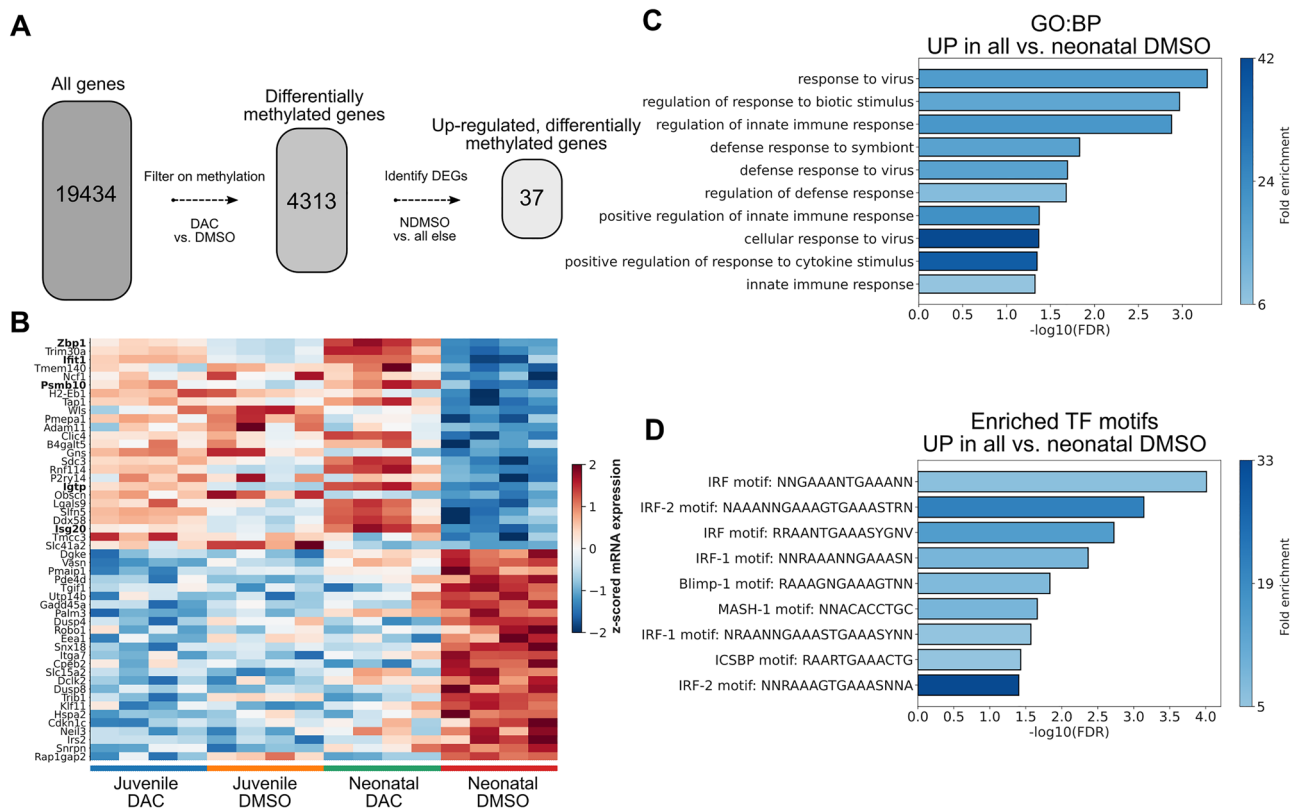 A
All genes
19434
Filter on methylation
DAC
vs. DMSO
Differentially
methylated genes
4313
Identify DEGs
NDMSO
vs. all else
Up-regulated, differentially
methylated genes
37
B
Zbp1
Trim30a
Ifit1
Tmem140
Ncf1
Psmb10
H2-Eb1
Tap1
Wls
Pmepa1
Adam11
Clic4
B4galt5
Gns
Sdc3
Rnf114
P2ry14
Igtp
Obscn
Lgals9
Slfn5
Ddx58
Isg20
Tmcc3
Slc41a2
Dgke
Vasn
Pmaip1
Pde4d
Tgif1
Utp14b
Gadd45a
Palm3
Dusp4
Robo1
Eea1
Snx18
Itga7
Cpeb2
Slc15a2
Dclk2
Dusp8
Trib1
Klf11
Hspa2
Cdkn1c
Neil3
Irs2
Snrpn
Rap1gap2
Juvenile
DAC
Juvenile
DMSO
Neonatal
DAC
Neonatal
DMSO
2
1
0
−1
−2
z-scored mRNA expression
C
GO:BP
UP in all vs. neonatal DMSO
response to virus
regulation of response to biotic stimulus
regulation of innate immune response
defense response to symbiont
defense response to virus
regulation of defense response
positive regulation of innate immune response
cellular response to virus
positive regulation of response to cytokine stimulus
innate immune response
0.0 0.5 1.0 1.5 2.0 2.5 3.0
-log10(FDR)
42
24
6
Fold enrichment
D
Enriched TF motifs
UP in all vs. neonatal DMSO
IRF motif: NNGAAANTGAAANN
IRF-2 motif: NAAANNGAAAGTGAAASTRN
IRF motif: RRAANTGAAASYGNV
IRF-1 motif: NNRAAANNGAAASN
Blimp-1 motif: RAAAGNGAAAGTNN
MASH-1 motif: NNACACCTGC
IRF-1 motif: NRAANNGAAASTGAAASYNN
ICSBP motif: RAARTGAAACTG
IRF-2 motif: NNRAAAGTGAAASNNA
0.0 0.5 1.0 1.5 2.0 2.5 3.0 3.5 4.0
-log10(FDR)
33
19
5
Fold enrichment